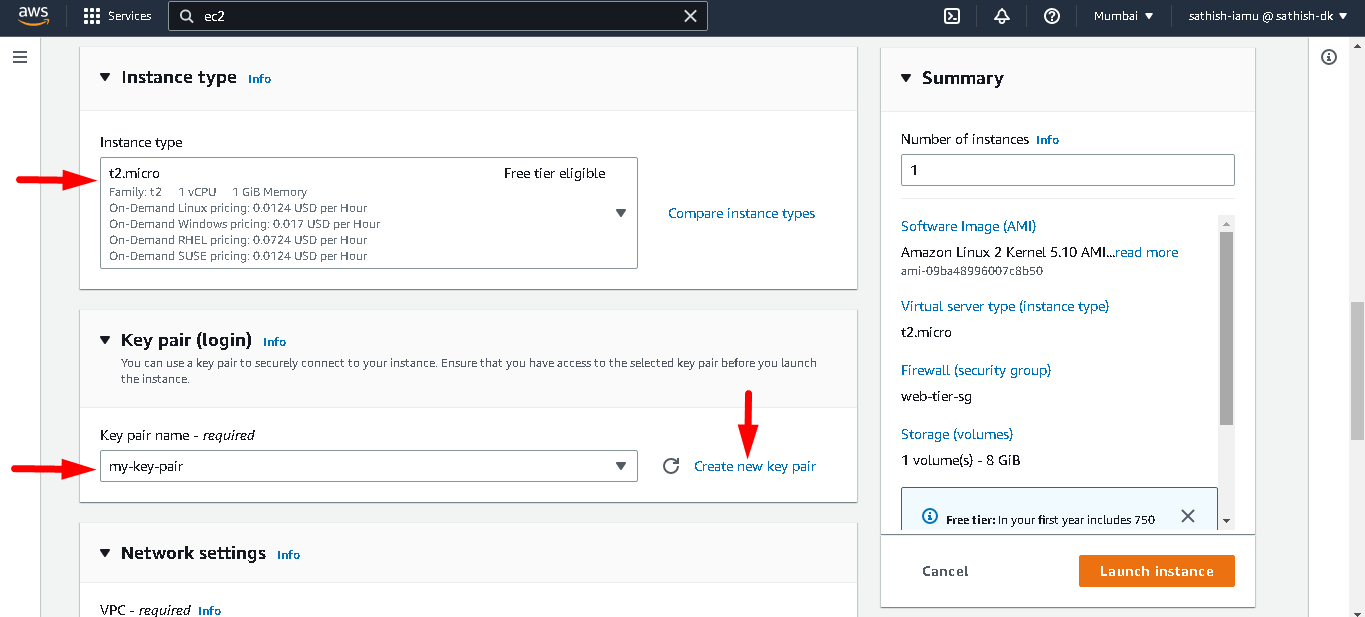 aws Services ec2 Mumbai sathish-iamu @ sathish-dk
Instance type Info
Instance type
t2.micro Free tier eligible
Family: t2 1 vCPU 1 GiB Memory
On-Demand Linux pricing: 0.0124 USD per Hour
On-Demand Windows pricing: 0.017 USD per Hour
On-Demand RHEL pricing: 0.0724 USD per Hour
On-Demand SUSE pricing: 0.0124 USD per Hour
Compare instance types
Key pair (login) Info
You can use a key pair to securely connect to your instance. Ensure that you have access to the selected key pair before you launch
the instance.
Key pair name - required
my-key-pair
Create new key pair
Network settings Info
VPC - required Info
Summary
Number of instances Info
1
Software Image (AMI)
Amazon Linux 2 Kernel 5.10 AMI...read more
ami-09ba48996007c8b50
Virtual server type (instance type)
t2.micro
Firewall (security group)
web-tier-sg
Storage (volumes)
1 volume(s) - 8 GiB
Free tier: In your first year includes 750
Cancel
Launch instance